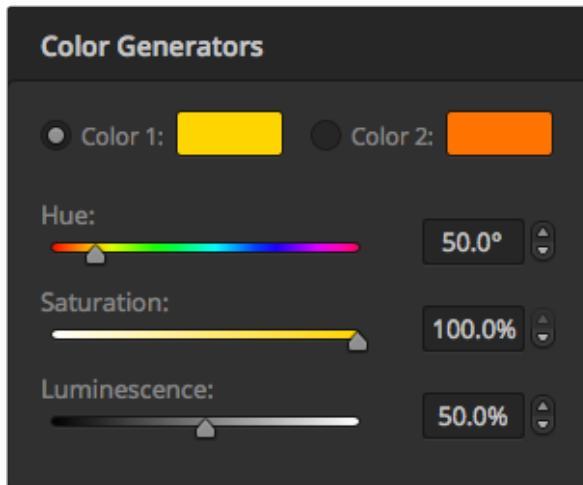 Color Generators
Color 1: Color 2:
Hue:
50.0°
Saturation:
100.0%
Luminescence:
50.0%